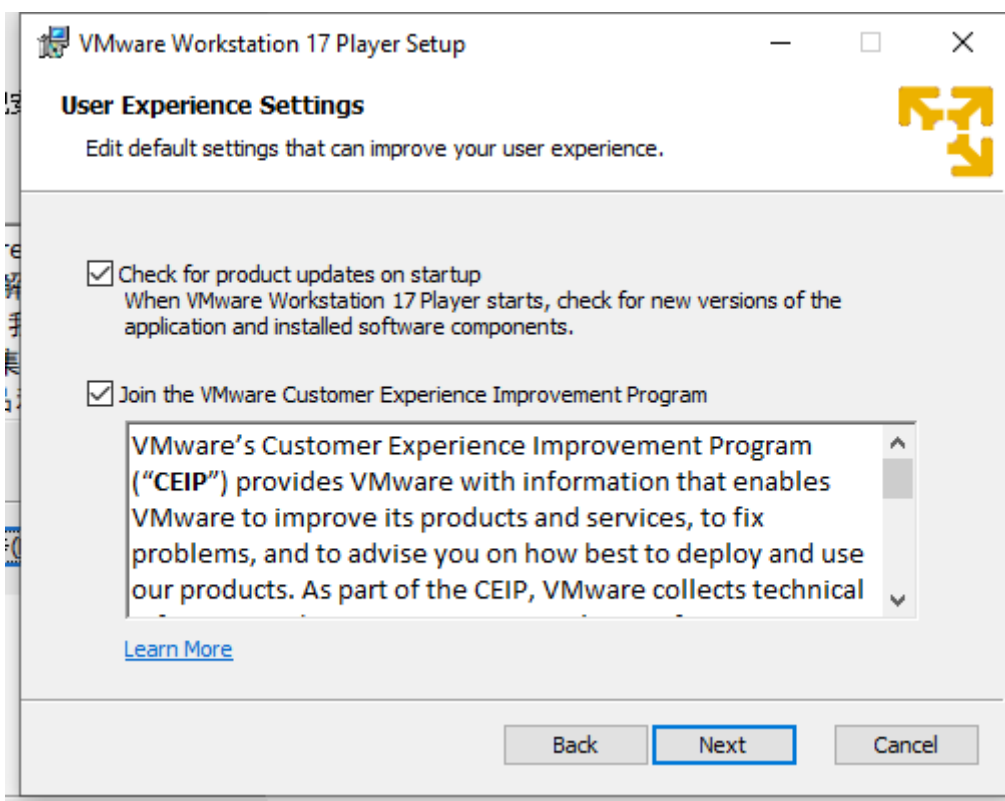 VMware Workstation 17 Player Setup
User Experience Settings
Edit default settings that can improve your user experience.
Check for product updates on startup
When VMware Workstation 17 Player starts, check for new versions of the
application and installed software components.
Join the VMware Customer Experience Improvement Program
VMware’s Customer Experience Improvement Program
(“CEIP”) provides VMware with information that enables
VMware to improve its products and services, to fix
problems, and to advise you on how best to deploy and use
our products. As part of the CEIP, VMware collects technical
Learn More
Back
Next
Cancel